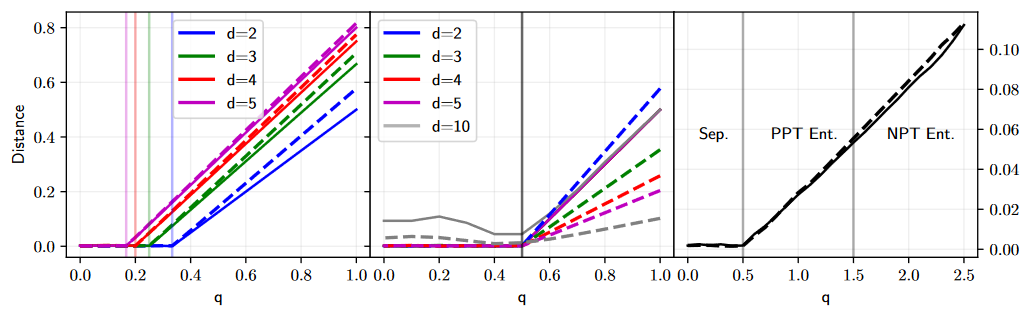 Distance
0.8
0.6
0.4
0.2
0.0
d=2
d=3
d=4
d=5
0.0 0.2 0.4 0.6 0.8 1.0
q
d=2
d=3
d=4
d=5
d=10
0.0 0.2 0.4 0.6 0.8 1.0
q
Sep. PPT Ent. NPT Ent.
0.10
0.08
0.06
0.04
0.02
0.00
0.0 0.5 1.0 1.5 2.0 2.5
q